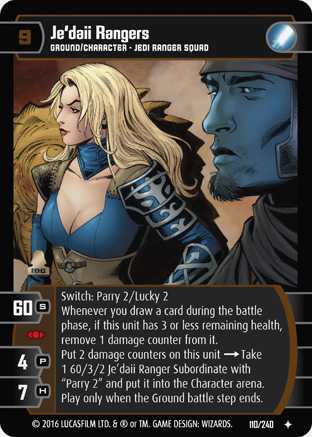 9
Je'daii Rangers
GROUND/CHARACTER - JEDI RANGER SQUAD
60 S
4 P
7 H
Switch: Parry 2/Lucky 2
Whenever you draw a card during the battle
phase, if this unit has 3 or less remaining health,
remove 1 damage counter from it.
Put 2 damage counters on this unit → Take
1 60/3/2 Je'daii Ranger Subordinate with
"Parry 2" and put it into the Character arena.
Play only when the Ground battle step ends.
© 2016 LUCASFILM LTD. & ® or TM. GAME DESIGN: WIZARDS.
110/240